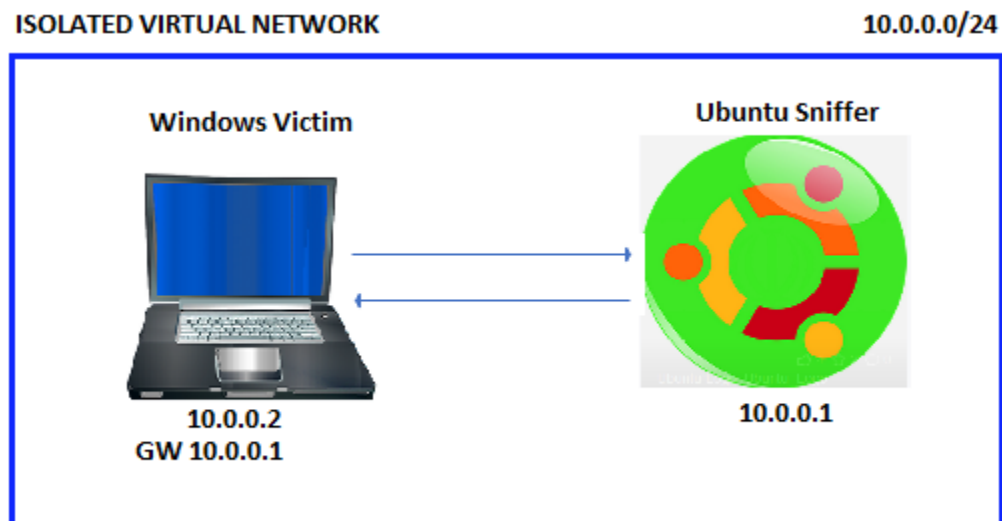 ISOLATED VIRTUAL NETWORK 10.0.0.0/24
Windows Victim
Ubuntu Sniffer
10.0.0.2
GW 10.0.0.1
10.0.0.1